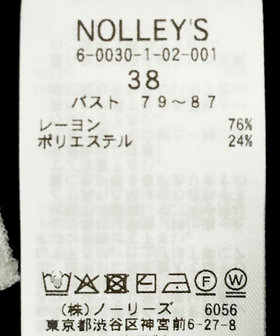 NOLLEY'S
6-0030-1-02-001
38
バスト 79～87
レーヨン 76%
ポリエステル 24%
(株)ノーリーズ 6056
東京都渋谷区神宮前6-27-8